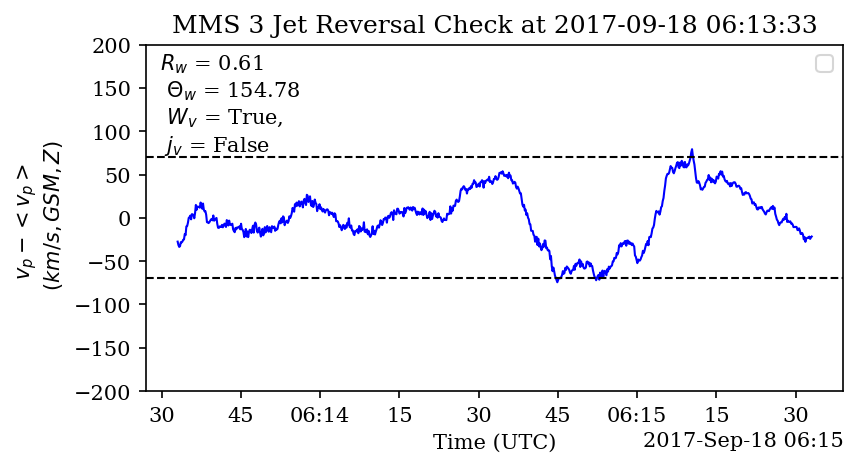 MMS 3 Jet Reversal Check at 2017-09-18 06:13:33
200
150
100
50
0
−50
−100
−150
−200
v_p − < v_p >
(km/s, GSM, Z)
R_w = 0.61
Θ_w = 154.78
W_v = True,
j_v = False
30 45 06:14 15 30 45 06:15 15 30
Time (UTC)
2017-Sep-18 06:15